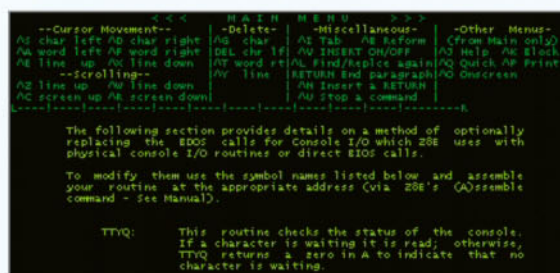 < < <   M A I N   M E N U   > > >
--Cursor Movement-- | -Delete- | -Miscellaneous- | -Other Menus-
^S char left ^D char right |^G char | ^I Tab ^B Reform | (from Main only)
^A word left ^F word right |DEL chr lf| ^V INSERT ON/OFF |^J Help ^K Bloc
^E line up ^X line down |^T word rt|^L Find/Replce again|^Q Quick ^P Print
--Scrolling-- |^Y line |RETURN End paragraph|^O Onscreen
^Z line up ^W line down | | ^N Insert a RETURN |
^C screen up ^R screen down| | ^U Stop a command |
L----!----!----!----!----!----!----!----!----!----!--------R
The following section provides details on a method of optionally
replacing the BDOS calls for Console I/O which Z8E uses with
physical console I/O routines or direct BIOS calls.
To modify them use the symbol names listed below and assemble
your routine at the appropriate address (via Z8E's (A)ssemble
command - See Manual).
TTYQ: This routine checks the status of the console.
If a character is waiting it is read; otherwise,
TTYQ returns a zero in A to indicate that no
character is waiting.